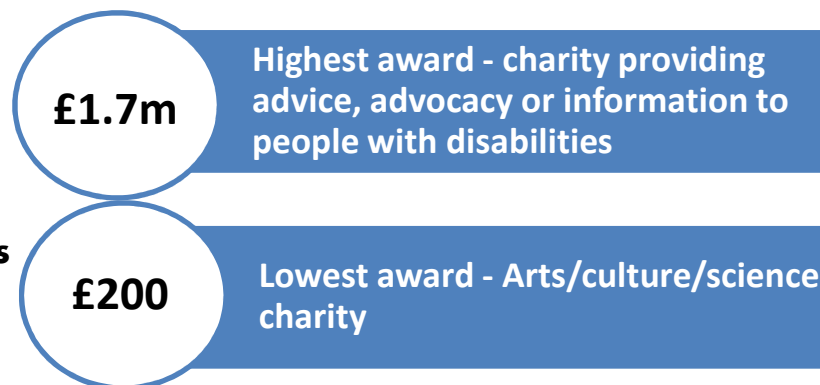 £1.7m
Highest award - charity providing
advice, advocacy or information to
people with disabilities
s
£200
Lowest award - Arts/culture/science
charity